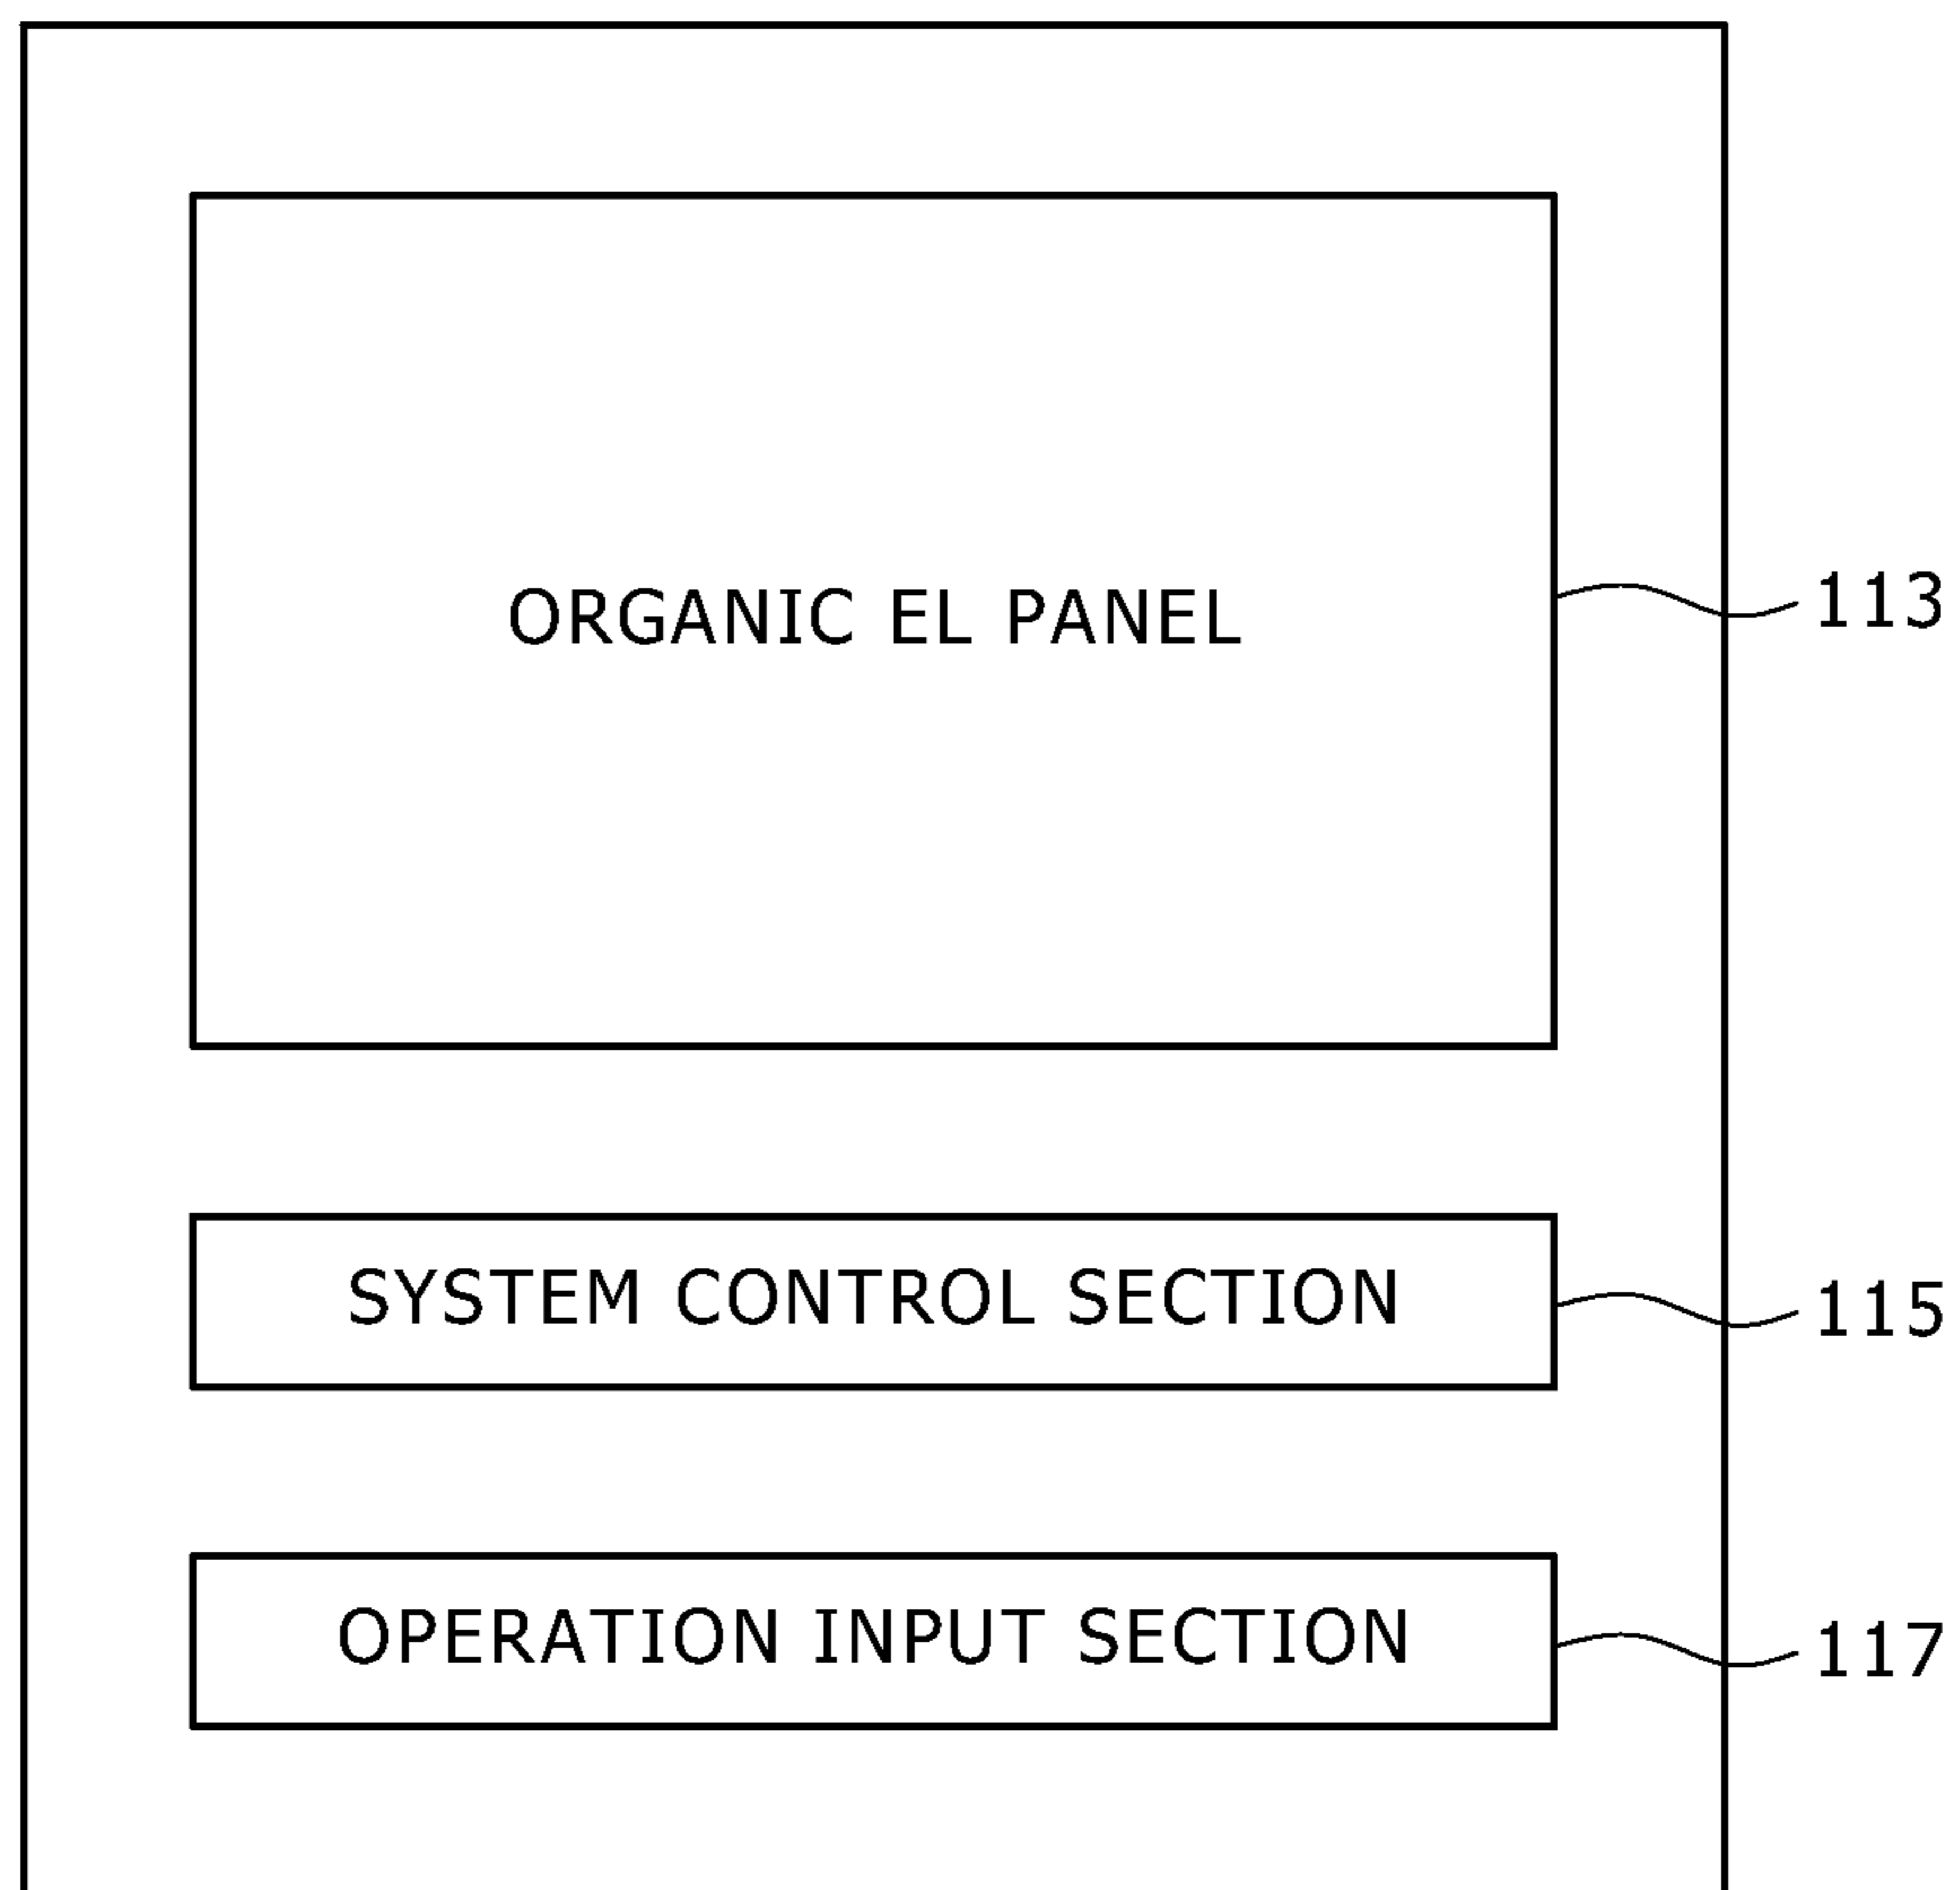 ORGANIC EL PANEL
113
SYSTEM CONTROL SECTION
115
OPERATION INPUT SECTION
117